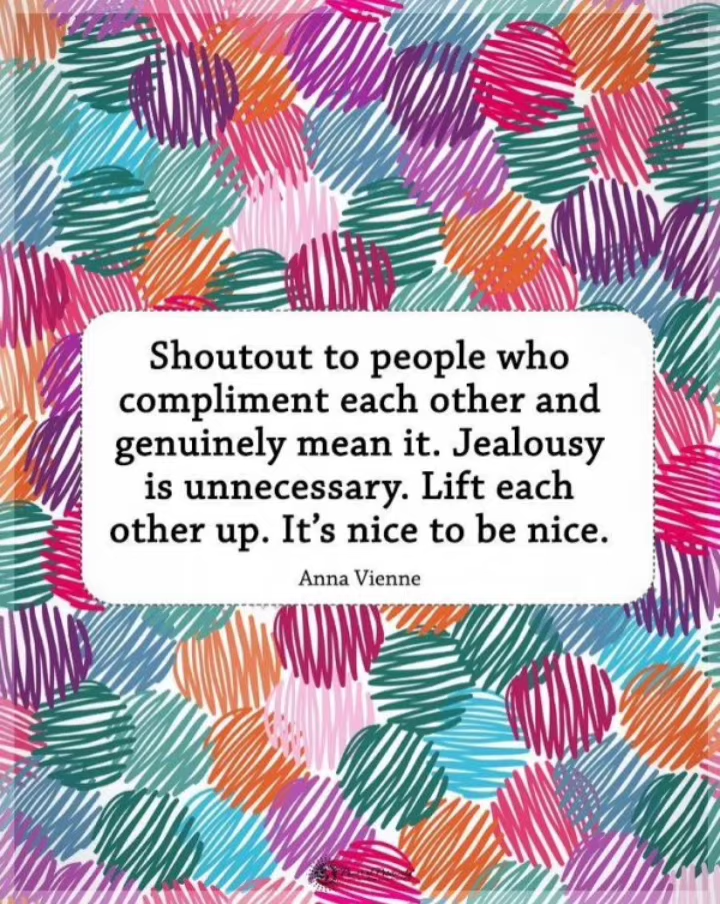 Shoutout to people who
compliment each other and
genuinely mean it. Jealousy
is unnecessary. Lift each
other up. It’s nice to be nice.
Anna Vienne